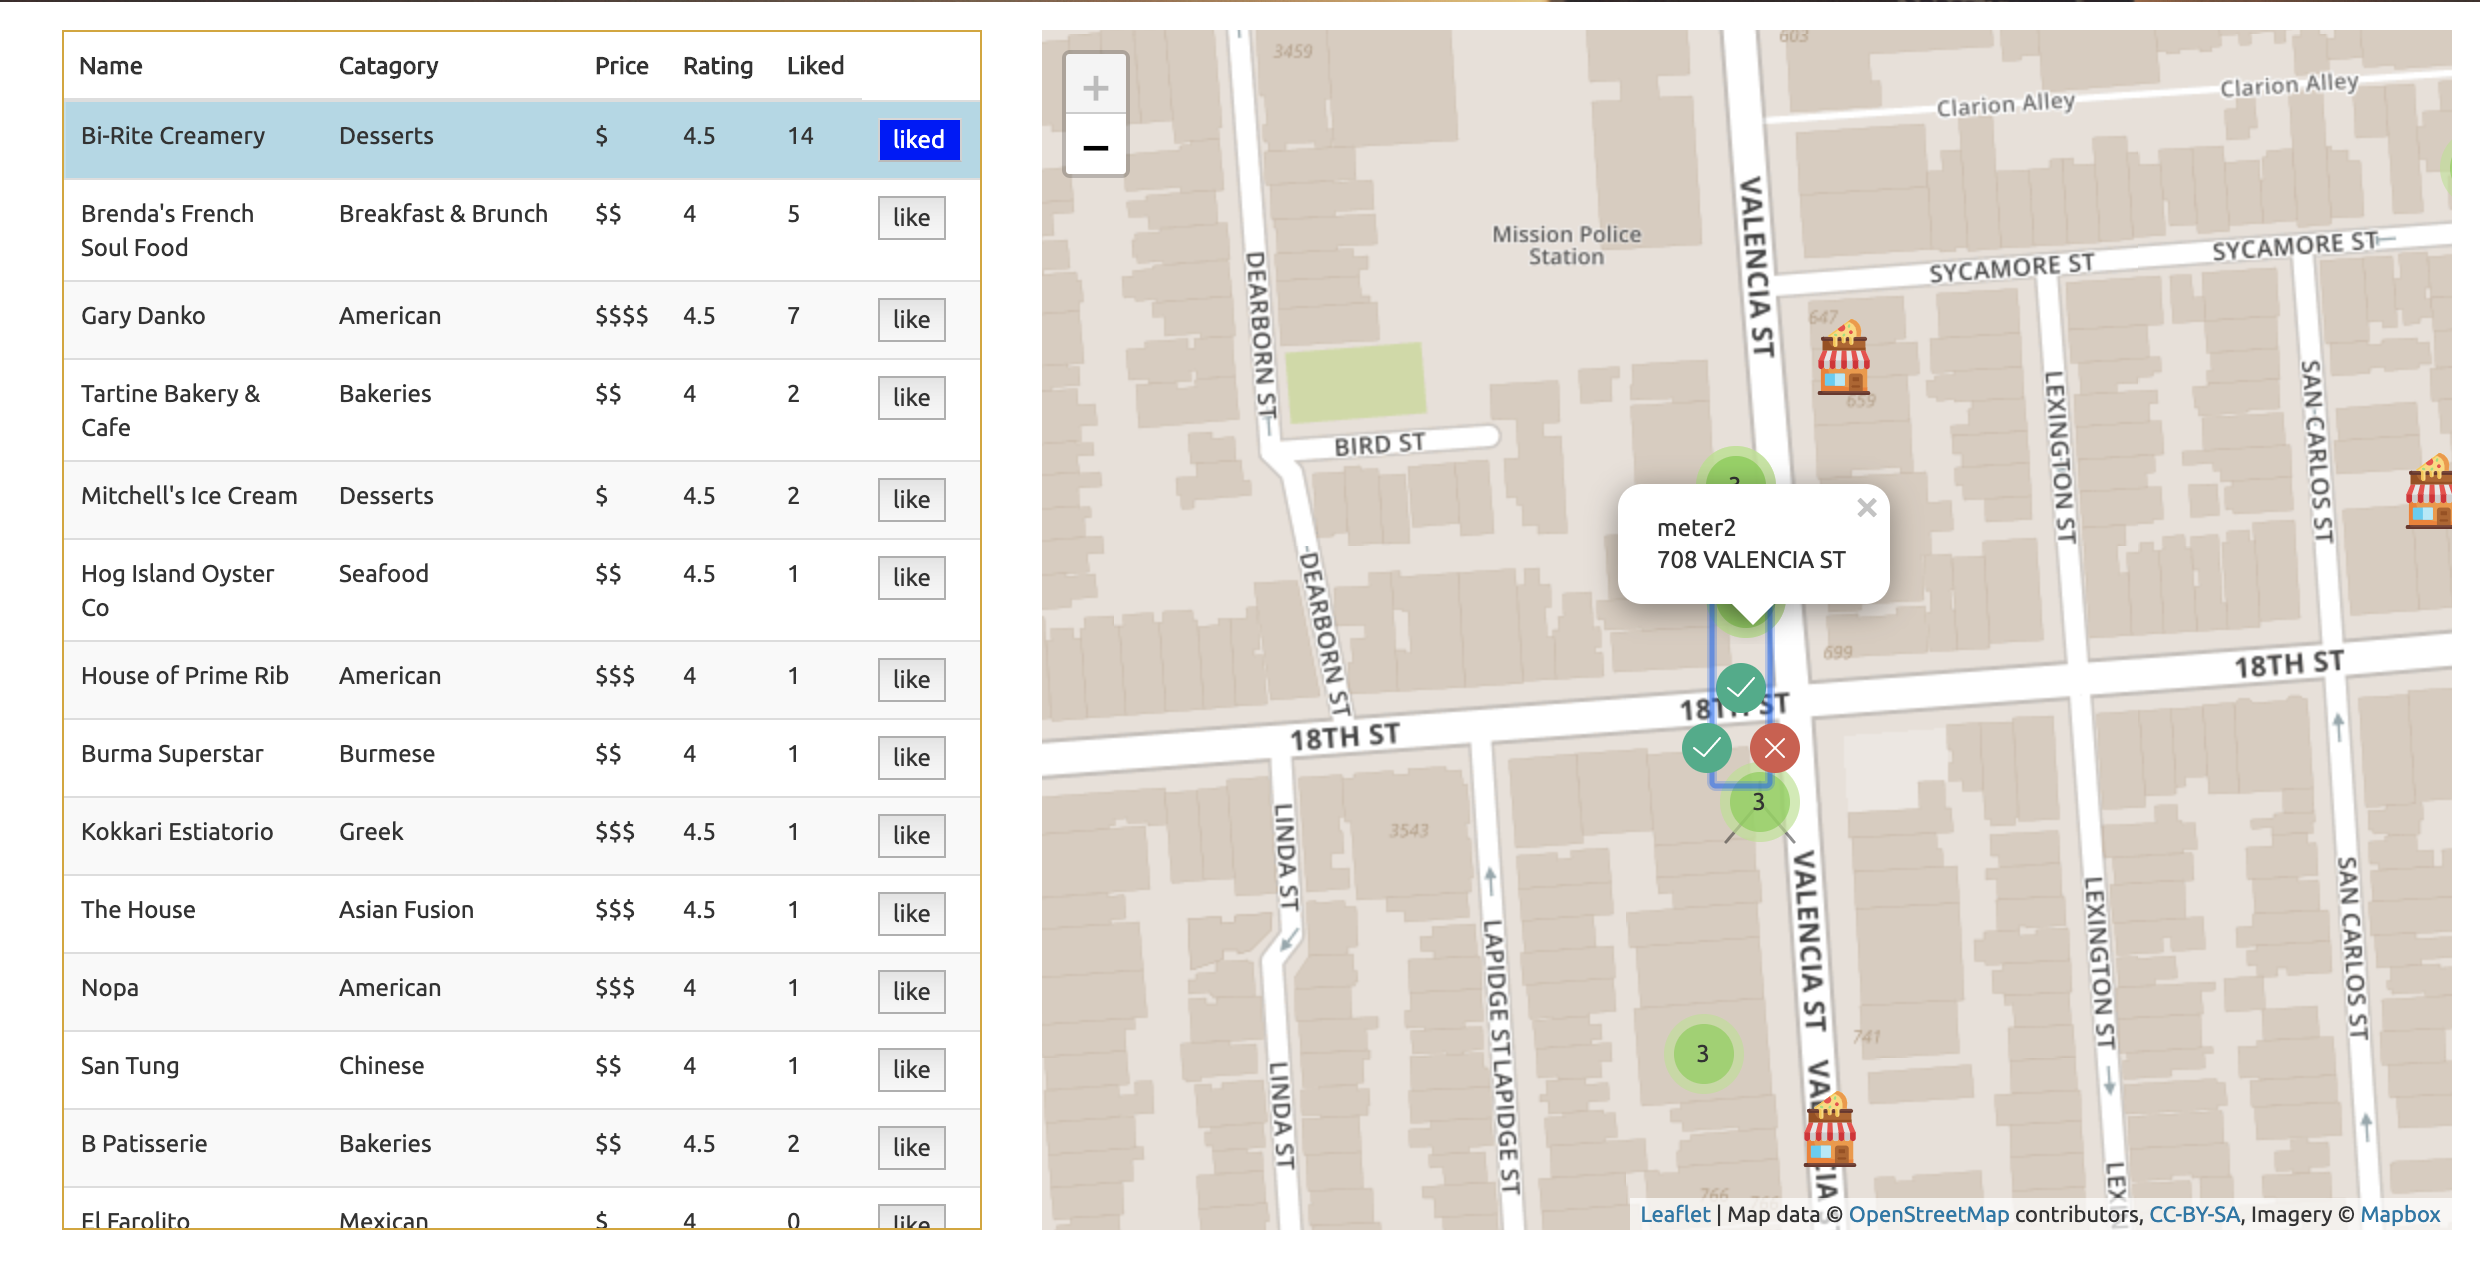 Name Catagory Price Rating Liked
Bi-Rite Creamery Desserts $ 4.5 14 liked
Brenda's French Breakfast & Brunch $$ 4 5 like
Soul Food
Gary Danko American $$$$ 4.5 7 like
Tartine Bakery & Bakeries $$ 4 2 like
Cafe
Mitchell's Ice Cream Desserts $ 4.5 2 like
Hog Island Oyster Seafood $$ 4.5 1 like
Co
House of Prime Rib American $$$ 4 1 like
Burma Superstar Burmese $$ 4 1 like
Kokkari Estiatorio Greek $$$ 4.5 1 like
The House Asian Fusion $$$ 4.5 1 like
Nopa American $$$ 4 1 like
San Tung Chinese $$ 4 1 like
B Patisserie Bakeries $$ 4.5 2 like
El Farolito Mexican $ 4 0 like
+
−
3459
603
Clarion Alley
Clarion Alley
VALENCIA ST
Mission Police
Station
DEARBORN ST
SYCAMORE ST
SYCAMORE ST
647
659
LEXINGTON ST
SAN CARLOS ST
BIRD ST
×
meter2
708 VALENCIA ST
DEARBORN ST
699
18TH ST
18TH ST
18TH ST
3
LINDA ST
3543
VALENCIA ST
LEXINGTON ST
SAN CARLOS ST
LAPIDGE ST
LAPIDGE ST
741
3
LINDA ST
766
Leaflet | Map data © OpenStreetMap contributors, CC-BY-SA, Imagery © Mapbox